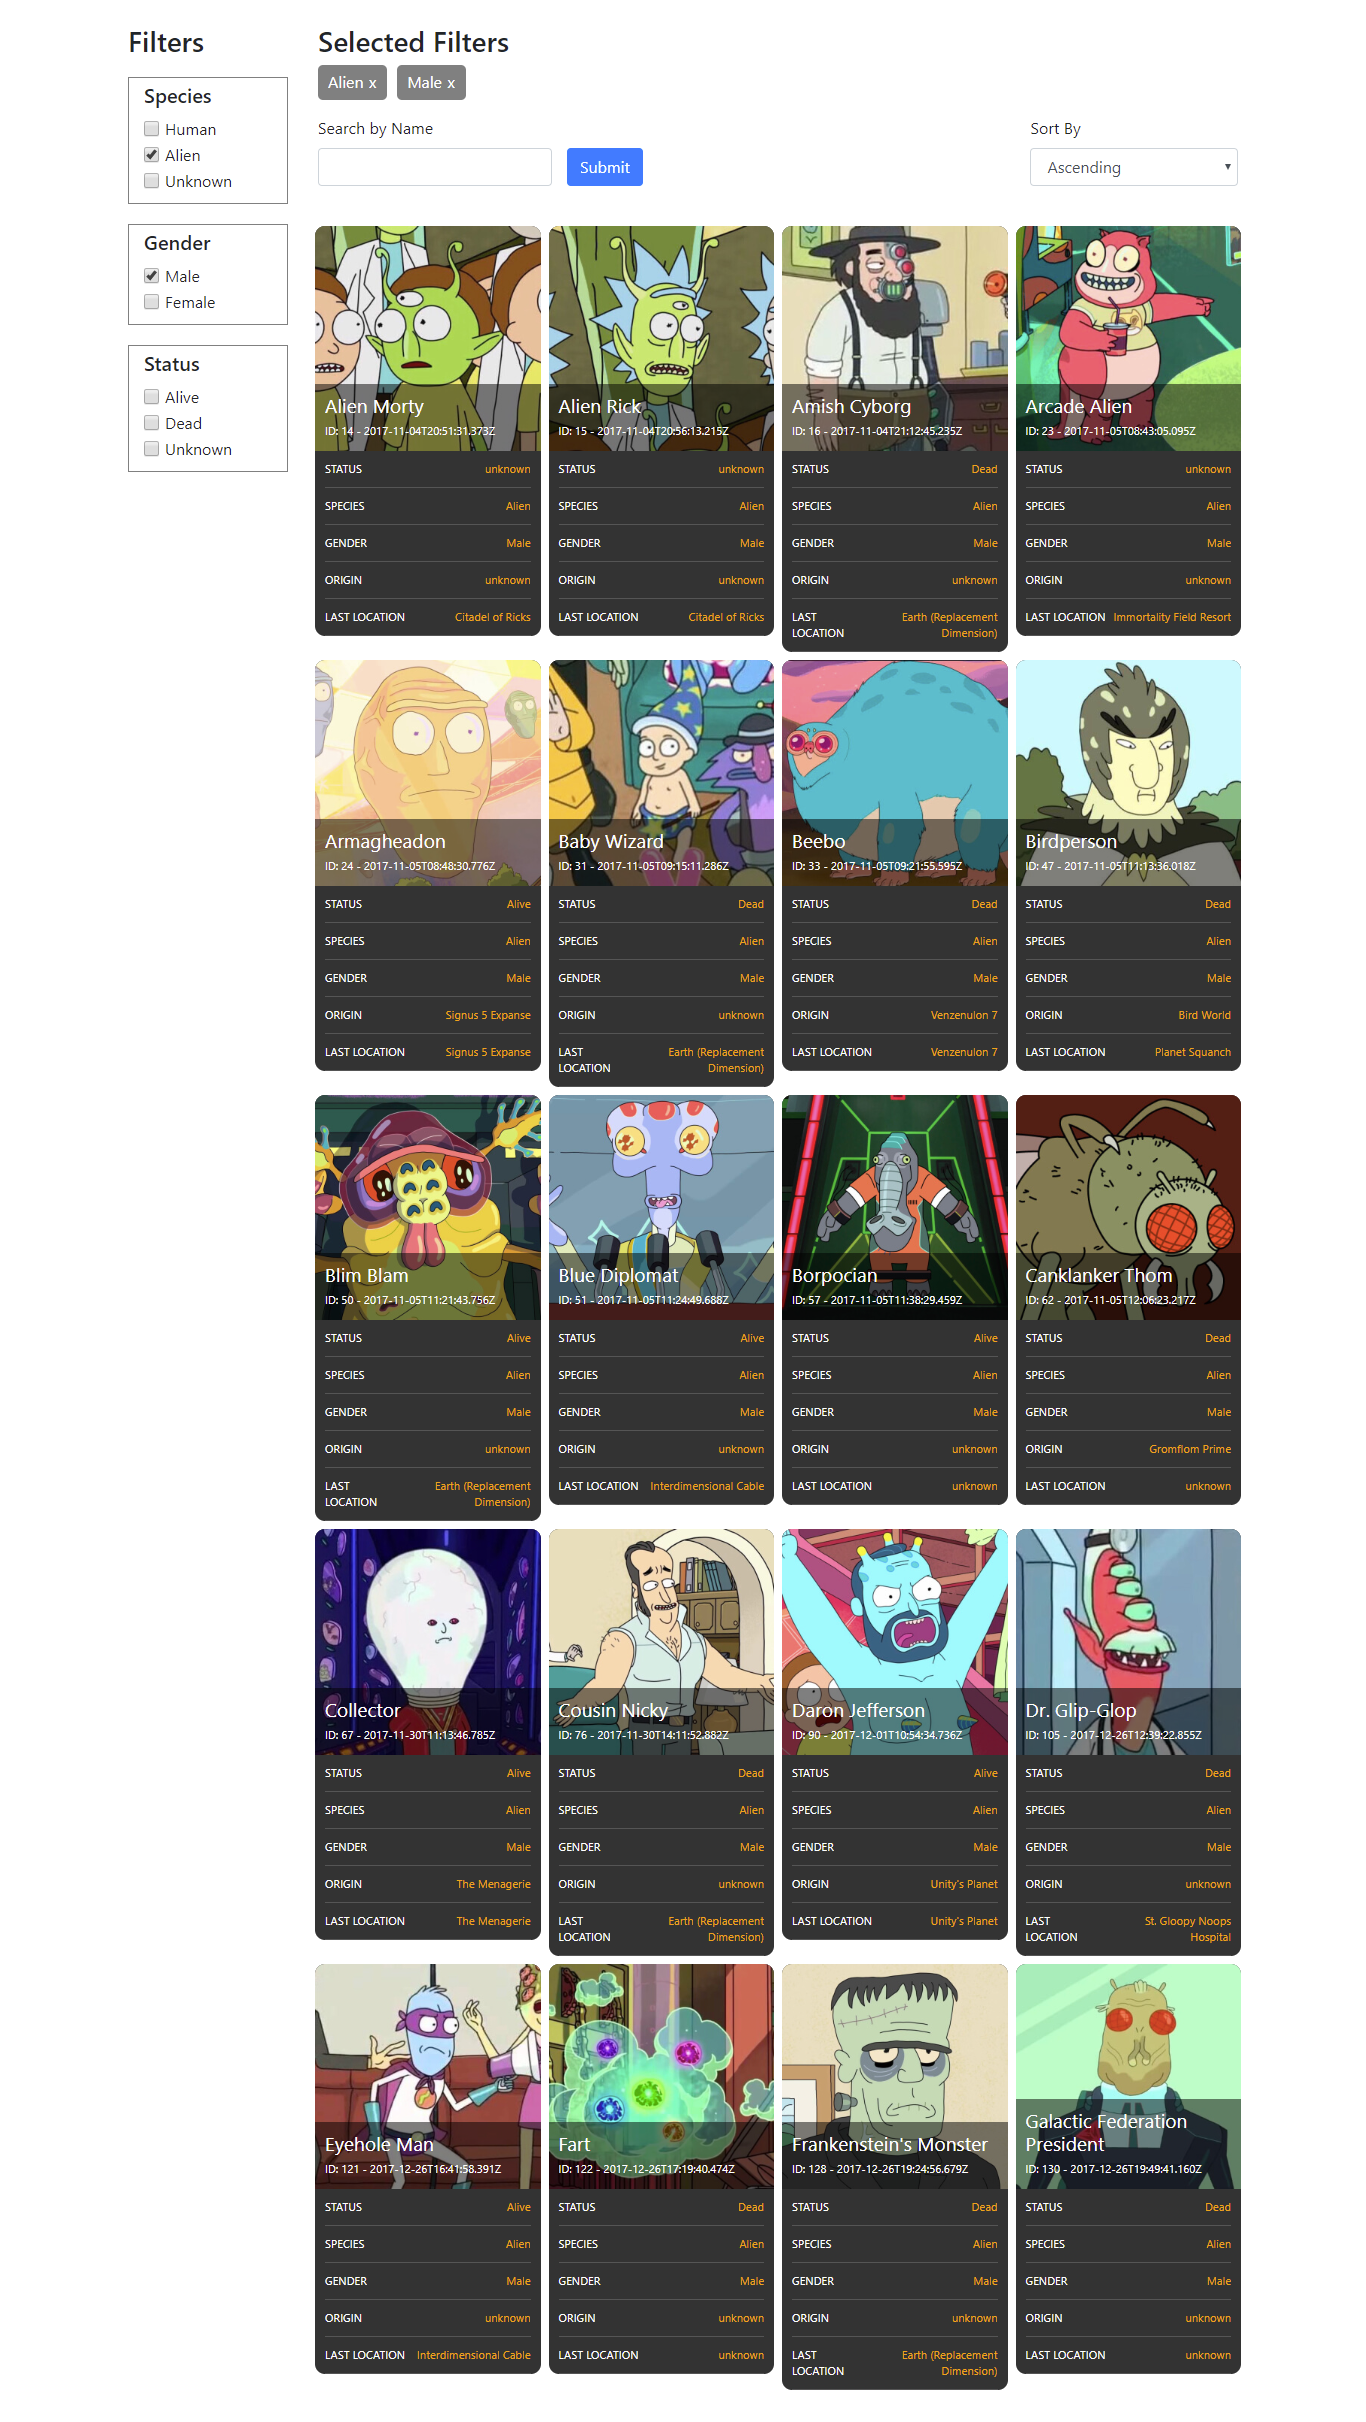 Filters
Species
Human
Alien
Unknown
Gender
Male
Female
Status
Alive
Dead
Unknown
Selected Filters
Alien x Male x
Search by Name
Submit
Sort By
Ascending
Alien Morty
ID: 14 - 2017-11-04T20:51:31.373Z
STATUS unknown
SPECIES Alien
GENDER Male
ORIGIN unknown
LAST LOCATION Citadel of Ricks
Alien Rick
ID: 15 - 2017-11-04T20:56:13.215Z
STATUS unknown
SPECIES Alien
GENDER Male
ORIGIN unknown
LAST LOCATION Citadel of Ricks
Amish Cyborg
ID: 16 - 2017-11-04T21:12:45.235Z
STATUS Dead
SPECIES Alien
GENDER Male
ORIGIN unknown
LAST Earth (Replacement
LOCATION Dimension)
Arcade Alien
ID: 23 - 2017-11-05T08:43:05.095Z
STATUS unknown
SPECIES Alien
GENDER Male
ORIGIN unknown
LAST LOCATION Immortality Field Resort
Armagheadon
ID: 24 - 2017-11-05T08:48:30.776Z
STATUS Alive
SPECIES Alien
GENDER Male
ORIGIN Signus 5 Expanse
LAST LOCATION Signus 5 Expanse
Baby Wizard
ID: 31 - 2017-11-05T09:15:11.286Z
STATUS Dead
SPECIES Alien
GENDER Male
ORIGIN unknown
LAST Earth (Replacement
LOCATION Dimension)
Beebo
ID: 33 - 2017-11-05T09:21:55.595Z
STATUS Dead
SPECIES Alien
GENDER Male
ORIGIN Venzenulon 7
LAST LOCATION Venzenulon 7
Birdperson
ID: 47 - 2017-11-05T11:13:36.018Z
STATUS Dead
SPECIES Alien
GENDER Male
ORIGIN Bird World
LAST LOCATION Planet Squanch
Blim Blam
ID: 50 - 2017-11-05T11:21:43.756Z
STATUS Alive
SPECIES Alien
GENDER Male
ORIGIN unknown
LAST Earth (Replacement
LOCATION Dimension)
Blue Diplomat
ID: 51 - 2017-11-05T11:24:49.688Z
STATUS Alive
SPECIES Alien
GENDER Male
ORIGIN unknown
LAST LOCATION Interdimensional Cable
Borpocian
ID: 57 - 2017-11-05T11:38:29.459Z
STATUS Alive
SPECIES Alien
GENDER Male
ORIGIN unknown
LAST LOCATION unknown
Canklanker Thom
ID: 62 - 2017-11-05T12:06:23.217Z
STATUS Dead
SPECIES Alien
GENDER Male
ORIGIN Gromflom Prime
LAST LOCATION unknown
Collector
ID: 67 - 2017-11-30T11:13:46.785Z
STATUS Alive
SPECIES Alien
GENDER Male
ORIGIN The Menagerie
LAST LOCATION The Menagerie
Cousin Nicky
ID: 76 - 2017-11-30T14:11:52.882Z
STATUS Dead
SPECIES Alien
GENDER Male
ORIGIN unknown
LAST Earth (Replacement
LOCATION Dimension)
Daron Jefferson
ID: 90 - 2017-12-01T10:54:34.736Z
STATUS Alive
SPECIES Alien
GENDER Male
ORIGIN Unity's Planet
LAST LOCATION Unity's Planet
Dr. Glip-Glop
ID: 105 - 2017-12-26T12:39:22.855Z
STATUS Dead
SPECIES Alien
GENDER Male
ORIGIN unknown
LAST St. Gloopy Noops
LOCATION Hospital
Eyehole Man
ID: 121 - 2017-12-26T16:41:58.391Z
STATUS Alive
SPECIES Alien
GENDER Male
ORIGIN unknown
LAST LOCATION Interdimensional Cable
Fart
ID: 122 - 2017-12-26T17:19:40.474Z
STATUS Dead
SPECIES Alien
GENDER Male
ORIGIN unknown
LAST LOCATION unknown
Frankenstein's Monster
ID: 128 - 2017-12-26T19:24:56.679Z
STATUS Dead
SPECIES Alien
GENDER Male
ORIGIN unknown
LAST Earth (Replacement
LOCATION Dimension)
Galactic Federation
President
ID: 130 - 2017-12-26T19:49:41.160Z
STATUS Dead
SPECIES Alien
GENDER Male
ORIGIN unknown
LAST LOCATION unknown